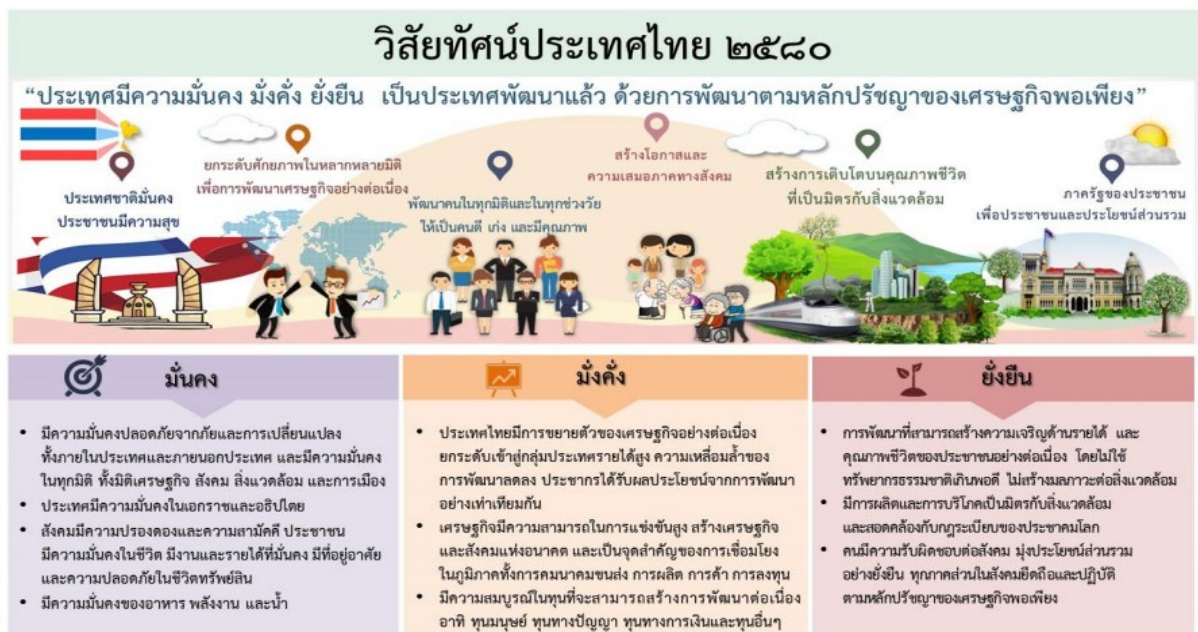 วิสัยทัศน์ประเทศไทย ๒๕๘๐
“ประเทศมีความมั่นคง มั่งคั่ง ยั่งยืน เป็นประเทศพัฒนาแล้ว ด้วยการพัฒนาตามหลักปรัชญาของเศรษฐกิจพอเพียง”
ประเทศชาติมั่นคง
ประชาชนมีความสุข
ยกระดับศักยภาพในหลากหลายมิติ
เพื่อการพัฒนาเศรษฐกิจอย่างต่อเนื่อง
พัฒนาคนในทุกมิติและในทุกช่วงวัย
ให้เป็นคนดี เก่ง และมีคุณภาพ
สร้างโอกาสและ
ความเสมอภาคทางสังคม
สร้างการเติบโตบนคุณภาพชีวิต
ที่เป็นมิตรกับสิ่งแวดล้อม
ภาครัฐของประชาชน
เพื่อประชาชนและประโยชน์ส่วนรวม
มั่นคง
• มีความมั่นคงปลอดภัยจากภัยและการเปลี่ยนแปลง
ทั้งภายในประเทศและภายนอกประเทศ และมีความมั่นคง
ในทุกมิติ ทั้งมิติเศรษฐกิจ สังคม สิ่งแวดล้อม และการเมือง
• ประเทศมีความมั่นคงในเอกราชและอธิปไตย
• สังคมมีความปรองดองและความสามัคคี ประชาชน
มีความมั่นคงในชีวิต มีงานและรายได้ที่มั่นคง มีที่อยู่อาศัย
และความปลอดภัยในชีวิตทรัพย์สิน
• มีความมั่นคงของอาหาร พลังงาน และน้ำ
มั่งคั่ง
• ประเทศไทยมีการขยายตัวของเศรษฐกิจอย่างต่อเนื่อง
ยกระดับเข้าสู่กลุ่มประเทศรายได้สูง ความเหลื่อมล้ำของ
การพัฒนาลดลง ประชากรได้รับผลประโยชน์จากการพัฒนา
อย่างเท่าเทียมกัน
• เศรษฐกิจมีความสามารถในการแข่งขันสูง สร้างเศรษฐกิจ
และสังคมแห่งอนาคต และเป็นจุดสำคัญของการเชื่อมโยง
ในภูมิภาคทั้งการคมนาคมขนส่ง การผลิต การค้า การลงทุน
• มีความสมบูรณ์ในทุนที่จะสามารถสร้างการพัฒนาต่อเนื่อง
อาทิ ทุนมนุษย์ ทุนทางปัญญา ทุนทางการเงินและทุนอื่นๆ
ยั่งยืน
• การพัฒนาที่สามารถสร้างความเจริญด้านรายได้ และ
คุณภาพชีวิตของประชาชนอย่างต่อเนื่อง โดยไม่ใช้
ทรัพยากรธรรมชาติเกินพอดี ไม่สร้างมลภาวะต่อสิ่งแวดล้อม
• มีการผลิตและการบริโภคเป็นมิตรกับสิ่งแวดล้อม
และสอดคล้องกับกฎระเบียบของประชาคมโลก
• คนมีความรับผิดชอบต่อสังคม มุ่งประโยชน์ส่วนรวม
อย่างยั่งยืน ทุกภาคส่วนในสังคมยึดถือและปฏิบัติ
ตามหลักปรัชญาของเศรษฐกิจพอเพียง